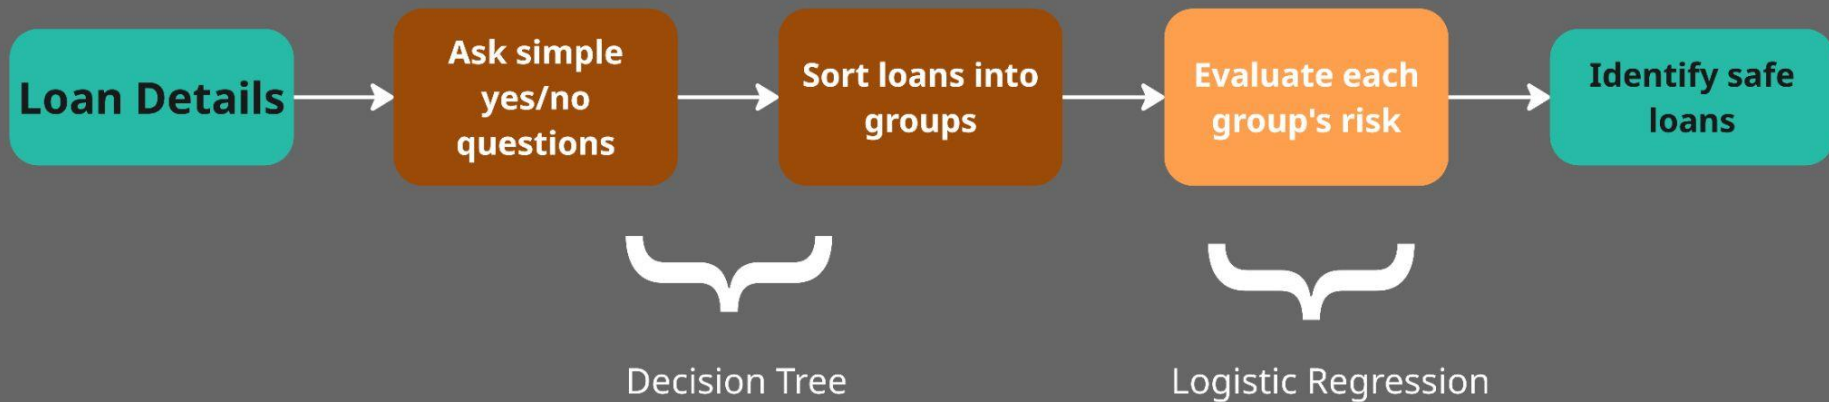 Loan Details
Ask simple
yes/no
questions
Sort loans into
groups
Evaluate each
group's risk
Identify safe
loans
Decision Tree
Logistic Regression